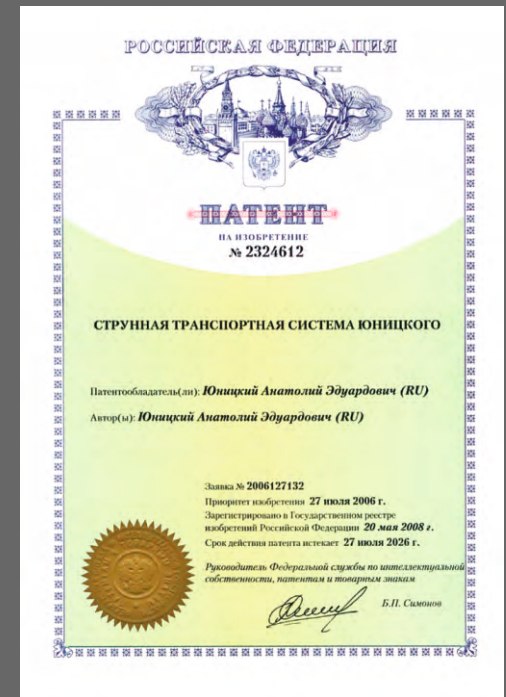 РОССИЙСКАЯ ФЕДЕРАЦИЯ
ПАТЕНТ
НА ИЗОБРЕТЕНИЕ
№ 2324612
СТРУННАЯ ТРАНСПОРТНАЯ СИСТЕМА ЮНИЦКОГО
Патентообладатель(ли): Юницкий Анатолий Эдуардович (RU)
Автор(ы): Юницкий Анатолий Эдуардович (RU)
Заявка № 2006127132
Приоритет изобретения 27 июля 2006 г.
Зарегистрировано в Государственном реестре
изобретений Российской Федерации 20 мая 2008 г.
Срок действия патента истекает 27 июля 2026 г.
Руководитель Федеральной службы по интеллектуальной
собственности, патентам и товарным знакам
Б.П. Симонов